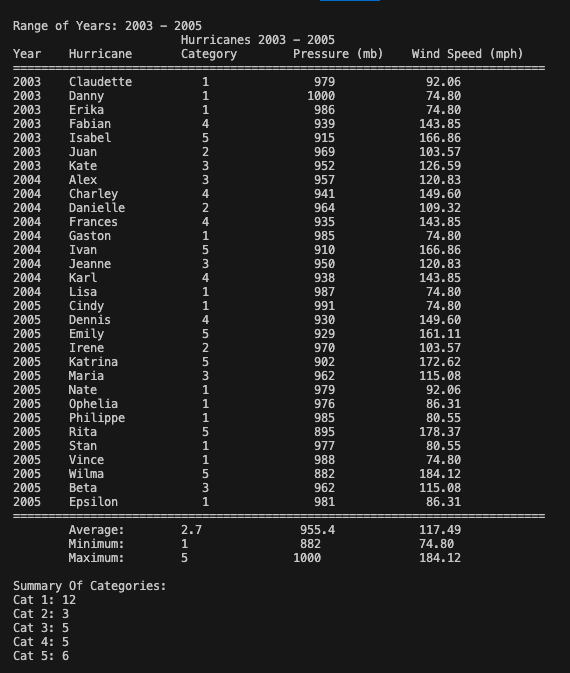 Range of Years: 2003 - 2005
Hurricanes 2003 - 2005
Year Hurricane Category Pressure (mb) Wind Speed (mph)
============================================================================
2003 Claudette 1 979 92.06
2003 Danny 1 1000 74.80
2003 Erika 1 986 74.80
2003 Fabian 4 939 143.85
2003 Isabel 5 915 166.86
2003 Juan 2 969 103.57
2003 Kate 3 952 126.59
2004 Alex 3 957 120.83
2004 Charley 4 941 149.60
2004 Danielle 2 964 109.32
2004 Frances 4 935 143.85
2004 Gaston 1 985 74.80
2004 Ivan 5 910 166.86
2004 Jeanne 3 950 120.83
2004 Karl 4 938 143.85
2004 Lisa 1 987 74.80
2005 Cindy 1 991 74.80
2005 Dennis 4 930 149.60
2005 Emily 5 929 161.11
2005 Irene 2 970 103.57
2005 Katrina 5 902 172.62
2005 Maria 3 962 115.08
2005 Nate 1 979 92.06
2005 Ophelia 1 976 86.31
2005 Philippe 1 985 80.55
2005 Rita 5 895 178.37
2005 Stan 1 977 80.55
2005 Vince 1 988 74.80
2005 Wilma 5 882 184.12
2005 Beta 3 962 115.08
2005 Epsilon 1 981 86.31
============================================================================
Average: 2.7 955.4 117.49
Minimum: 1 882 74.80
Maximum: 5 1000 184.12
Summary Of Categories:
Cat 1: 12
Cat 2: 3
Cat 3: 5
Cat 4: 5
Cat 5: 6